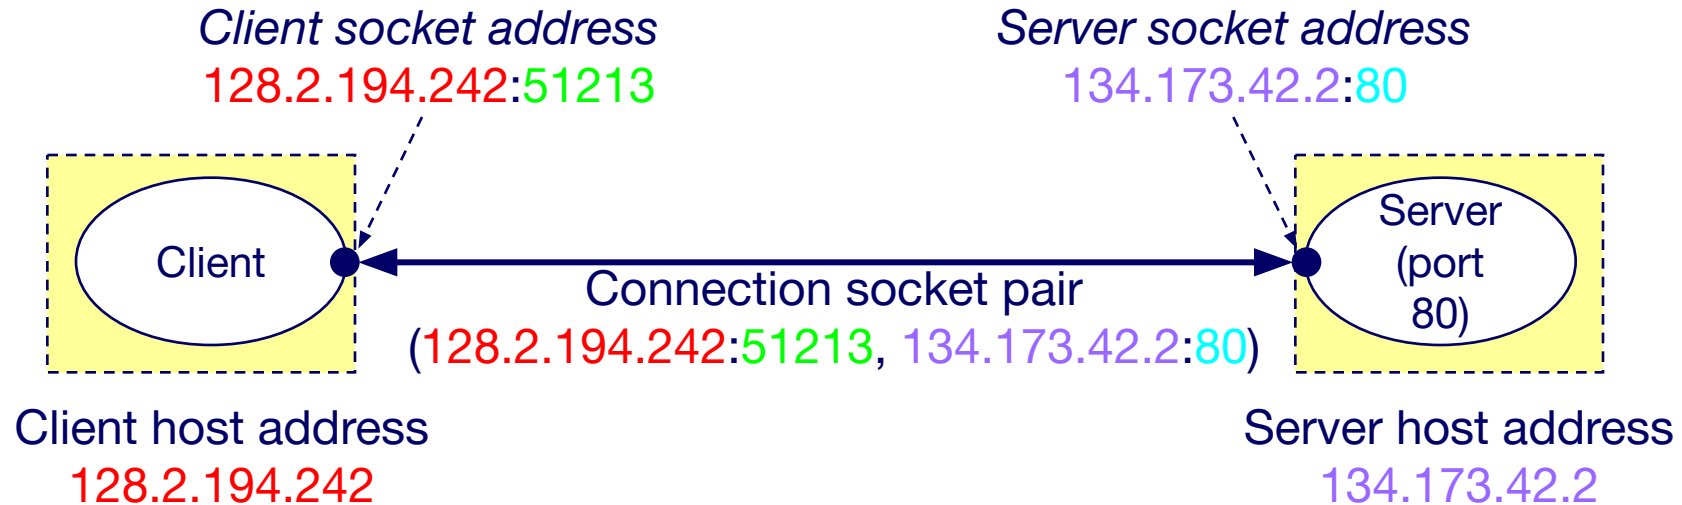 Client socket address
128.2.194.242:51213
Server socket address
134.173.42.2:80
Client
Server
(port
80)
Connection socket pair
(128.2.194.242:51213, 134.173.42.2:80)
Client host address
128.2.194.242
Server host address
134.173.42.2